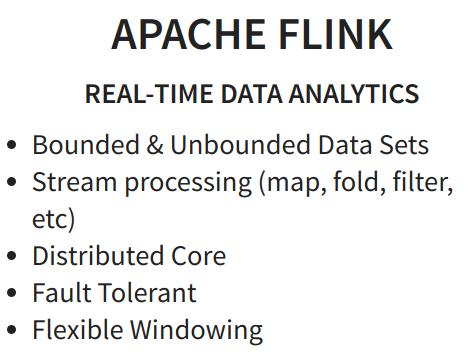 APACHE FLINK
REAL-TIME DATA ANALYTICS
• Bounded & Unbounded Data Sets
• Stream processing (map, fold, filter,
etc)
• Distributed Core
• Fault Tolerant
• Flexible Windowing